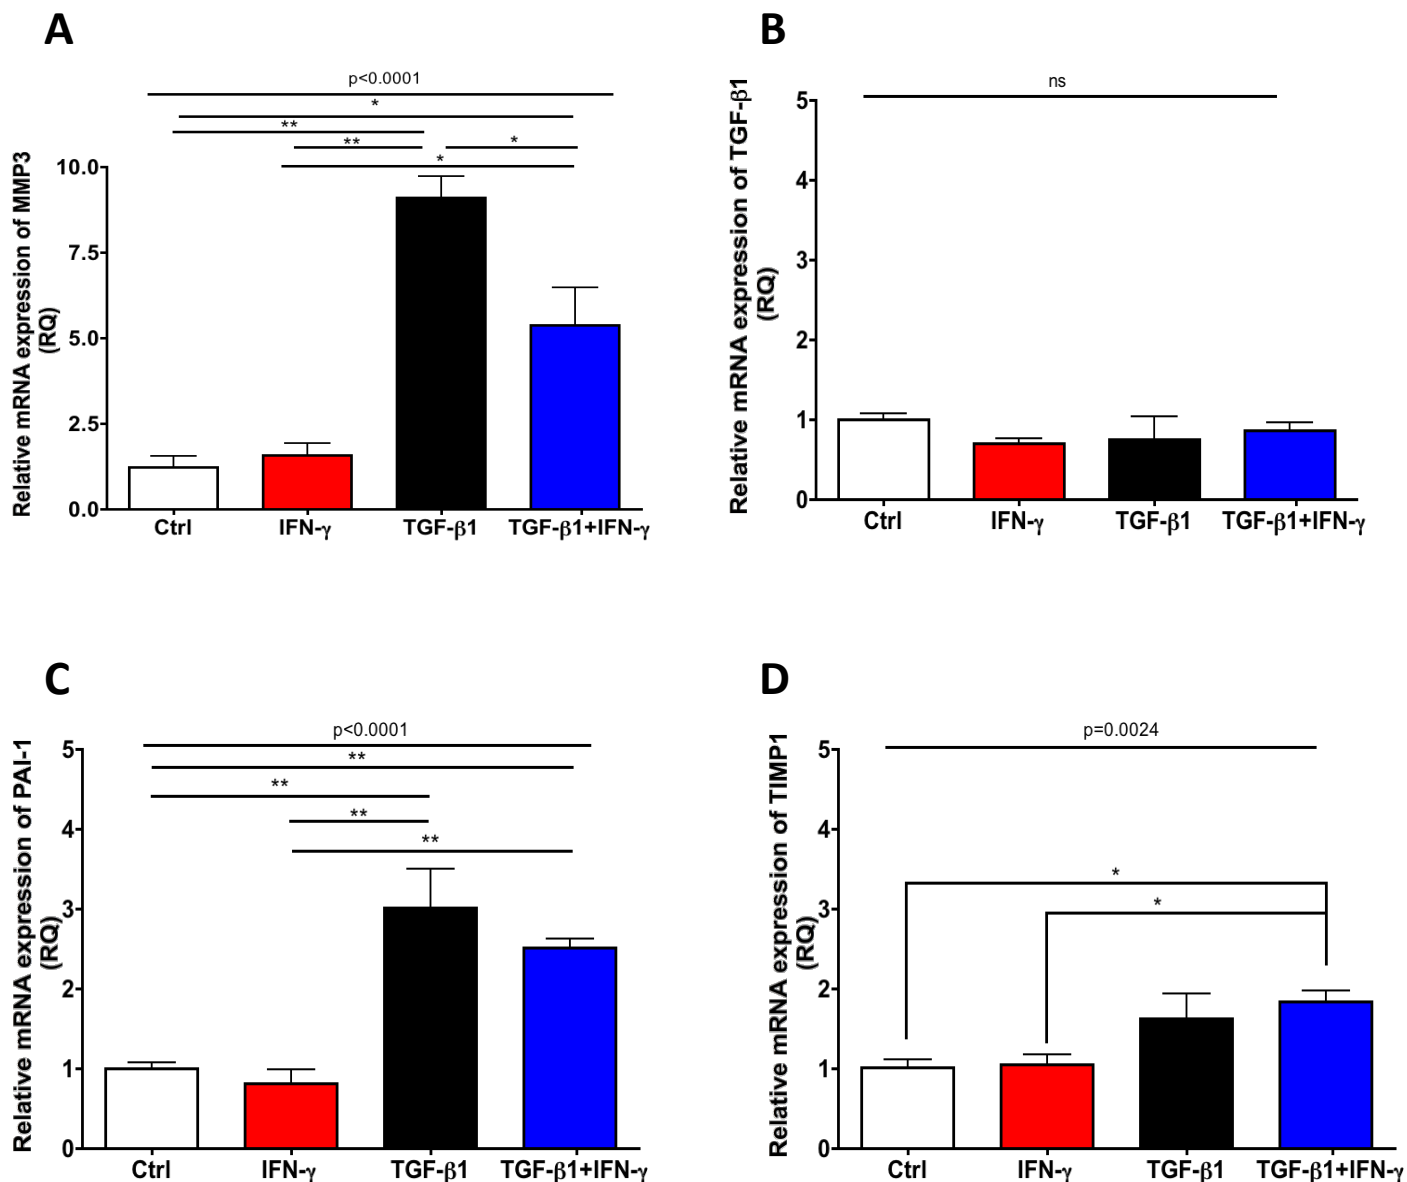 A
p<0.0001
*
**
**
*
*
Relative mRNA expression of MMP3
(RQ)
10.0
7.5
5.0
2.5
0.0
Ctrl
IFN-γ
TGF-β1
TGF-β1+IFN-γ
B
ns
Relative mRNA expression of TGF-β1
(RQ)
5
4
3
2
1
0
Ctrl
IFN-γ
TGF-β1
TGF-β1+IFN-γ
C
p<0.0001
**
**
**
**
Relative mRNA expression of PAI-1
(RQ)
5
4
3
2
1
0
Ctrl
IFN-γ
TGF-β1
TGF-β1+IFN-γ
D
p=0.0024
*
*
Relative mRNA expression of TIMP1
(RQ)
5
4
3
2
1
0
Ctrl
IFN-γ
TGF-β1
TGF-β1+IFN-γ